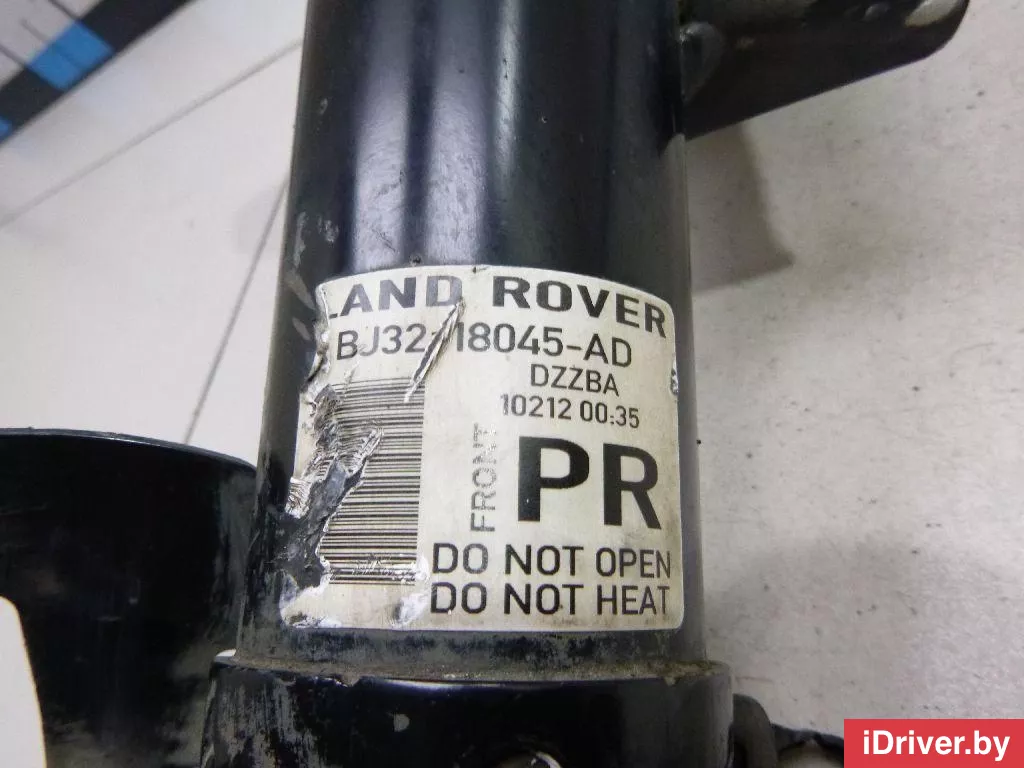 LAND ROVER
BJ32-18045-AD
DZZBA
10212 00:35
FRONT
PR
DO NOT OPEN
DO NOT HEAT
iDriver.by